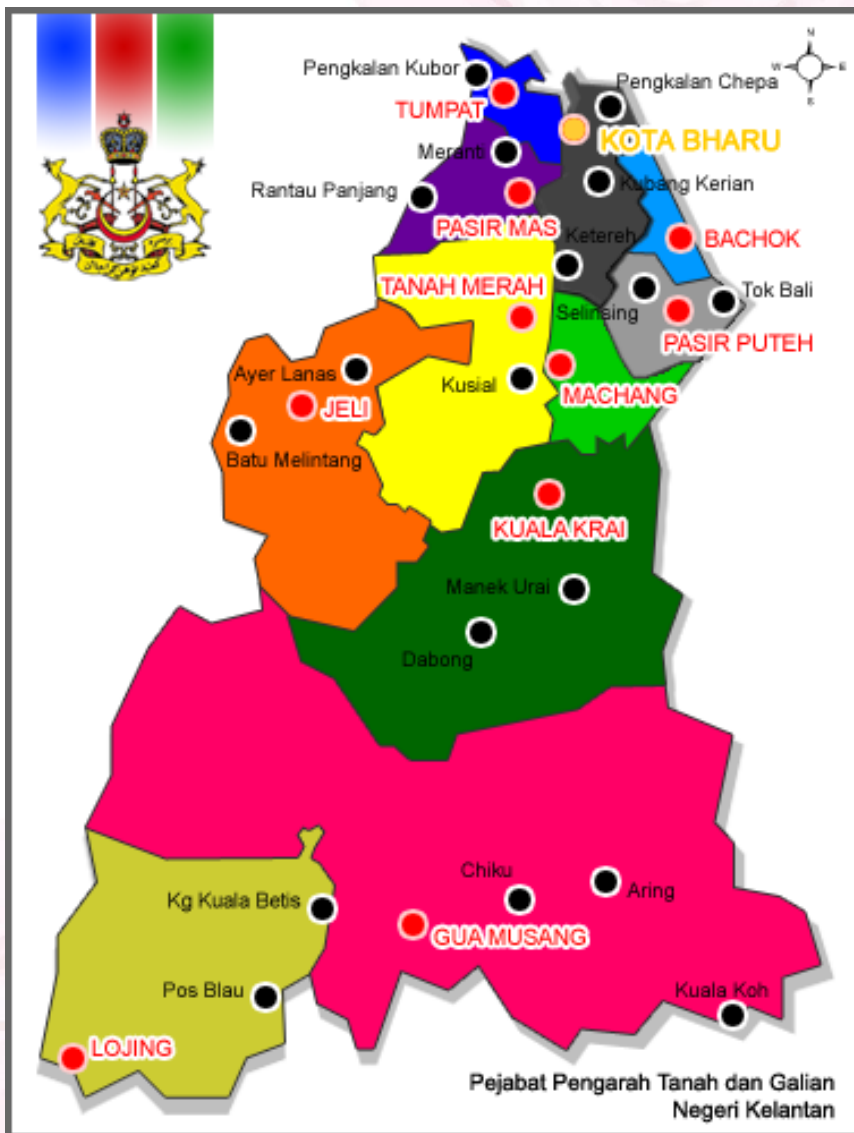 N
W
E
S
Pengkalan Kubor
TUMPAT
Pengkalan Chepa
KOTA BHARU
Meranti
Rantau Panjang
Kubang Kerian
PASIR MAS
Ketereh
BACHOK
TANAH MERAH
Selinsing
Tok Bali
PASIR PUTEH
Ayer Lanas
Kusial
MACHANG
JELI
Batu Melintang
KUALA KRAI
Manek Urai
Dabong
Chiku
Aring
Kg Kuala Betis
GUA MUSANG
Pos Blau
Kuala Koh
LOJING
Pejabat Pengarah Tanah dan Galian
Negeri Kelantan